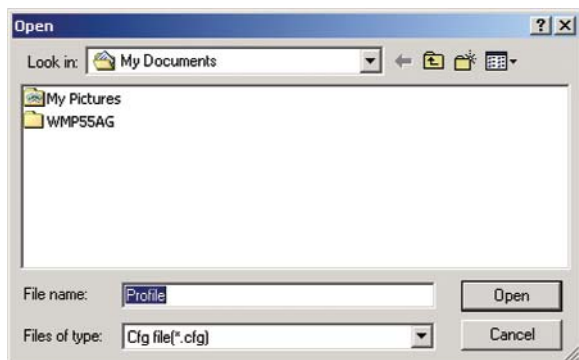 Open
Look in: My Documents
My Pictures
WMP55AG
File name: Profile Open
Files of type: Cfg file(*.cfg) Cancel